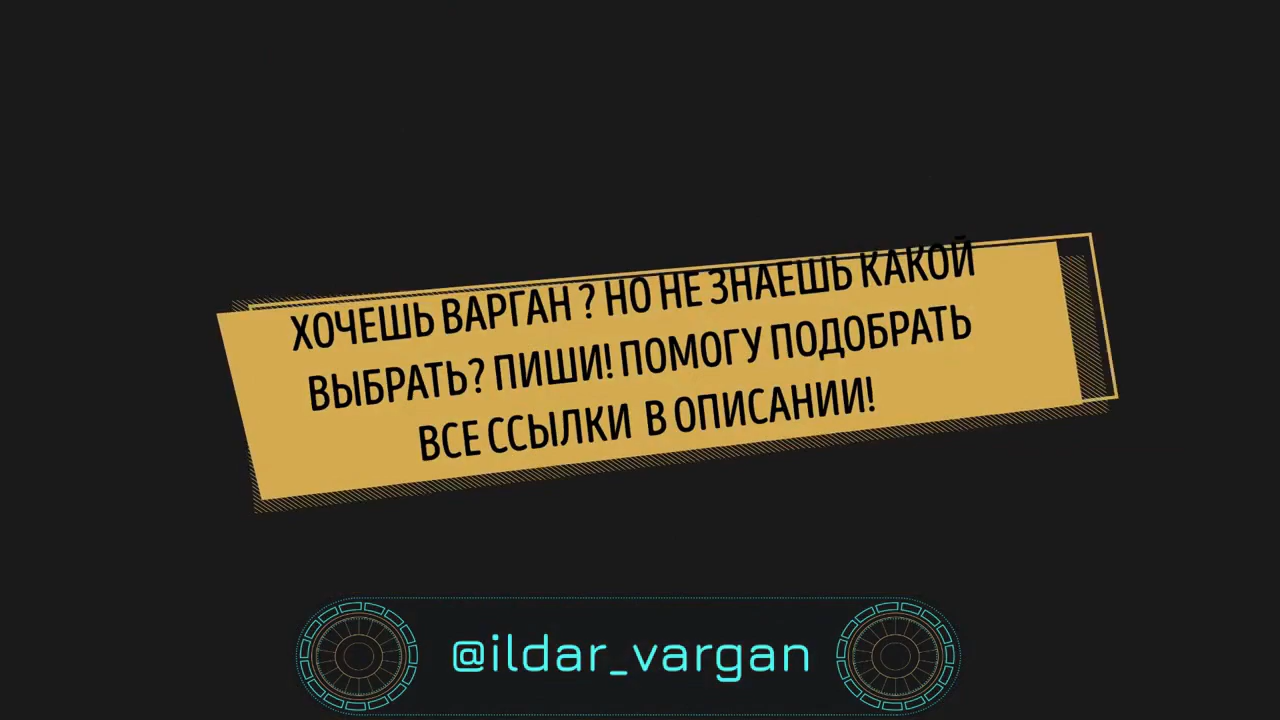 ХОЧЕШЬ ВАРГАН ? НО НЕ ЗНАЕШЬ КАКОЙ
ВЫБРАТЬ? ПИШИ! ПОМОГУ ПОДОБРАТЬ
ВСЕ ССЫЛКИ В ОПИСАНИИ!
@ildar_vargan